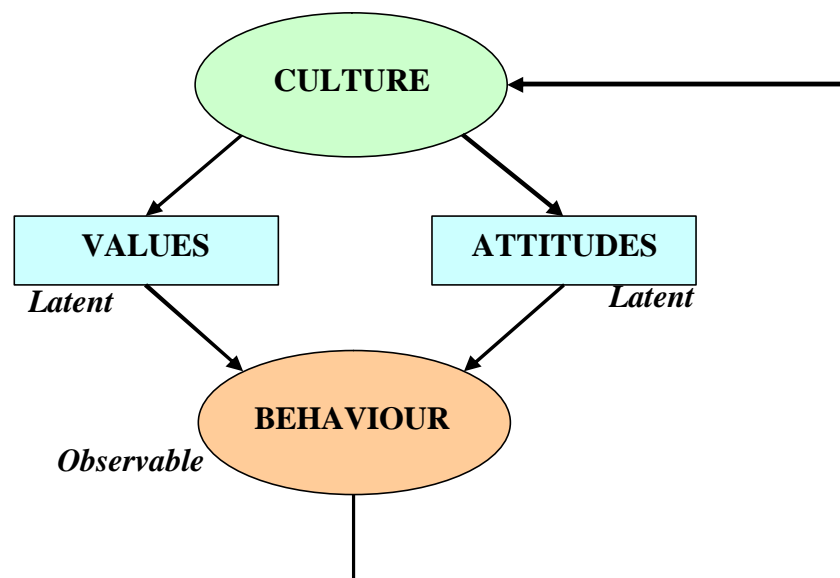 CULTURE
VALUES
ATTITUDES
Latent
Latent
BEHAVIOUR
Observable